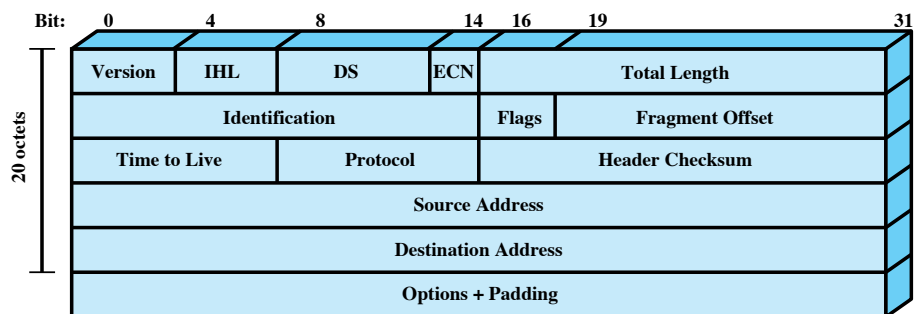 Bit: 0 4 8 14 16 19 31
Version IHL DS ECN Total Length
Identification Flags Fragment Offset
Time to Live Protocol Header Checksum
Source Address
Destination Address
Options + Padding
20 octets